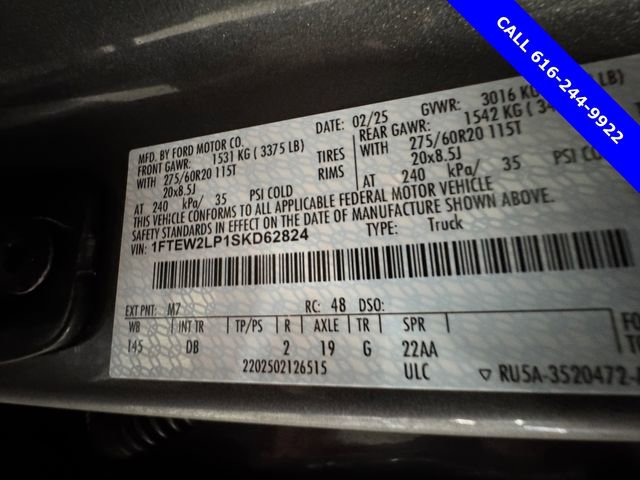 CALL 616-244-9922
MFD. BY FORD MOTOR CO. DATE: 02/25 GVWR: 3016 KG LB)
FRONT GAWR: 1531 KG ( 3375 LB) REAR GAWR: 1542 KG (
WITH 275/60R20 115T TIRES WITH 275/60R20 115T
20x8.5J RIMS 20x8.5J
AT 240 kPa/ 35 PSI COLD AT 240 kPa/ 35 PSI COLD
THIS VEHICLE CONFORMS TO ALL APPLICABLE FEDERAL MOTOR VEHICLE
SAFETY STANDARDS IN EFFECT ON THE DATE OF MANUFACTURE SHOWN ABOVE.
VIN: 1FTEW2LP1SKD62824 TYPE: Truck
EXT PNT: M7 RC: 48 DSO:
WB INT TR TP/PS R AXLE TR SPR
145 DB 2 19 G 22AA
2202502126515 ULC
RU5A-3520472-